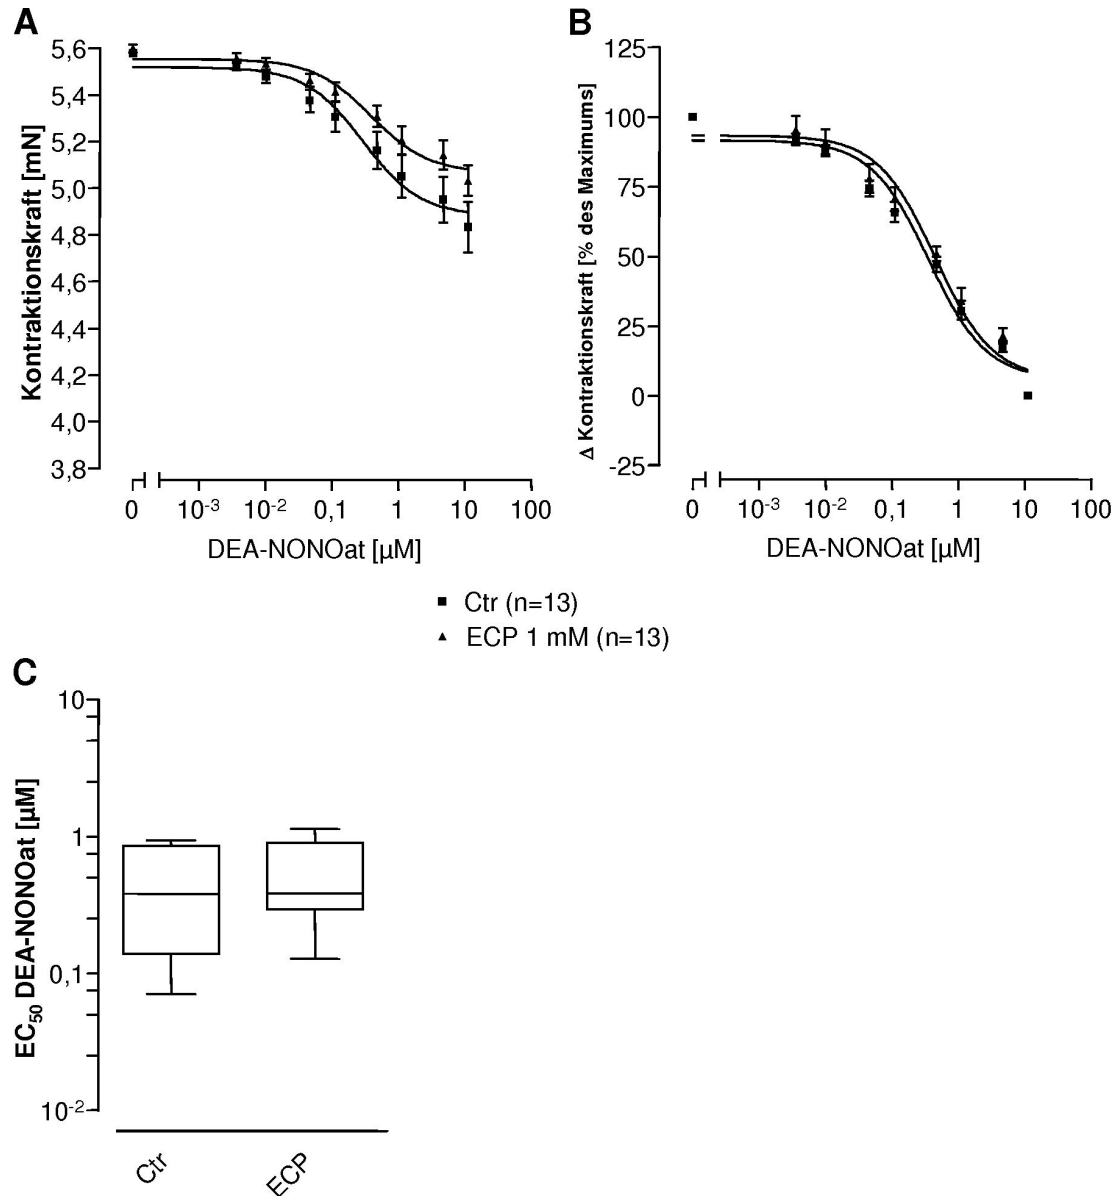 A
Kontraktionskraft [mN]
5,6
5,4
5,2
5,0
4,8
4,6
4,4
4,2
4,0
3,8
0 10-3 10-2 0,1 1 10 100
DEA-NONOat [µM]
B
Δ Kontraktionskraft [% des Maximums]
125
100
75
50
25
0
-25
0 10-3 10-2 0,1 1 10 100
DEA-NONOat [µM]
Ctr (n=13)
ECP 1 mM (n=13)
C
EC50 DEA-NONOat [µM]
10
1
0,1
10-2
Ctr ECP